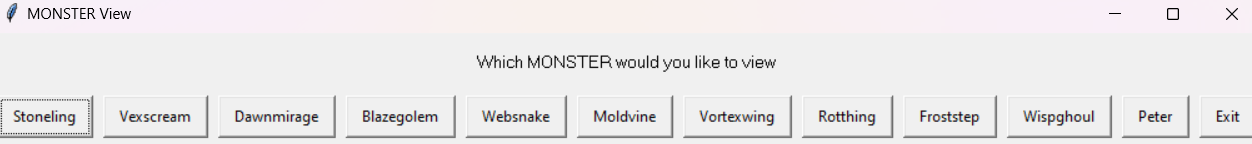 MONSTER View
Which MONSTER would you like to view
Stoneling Vexscream Dawnmirage Blazegolem Websnake Moldvine Vortexwing Rotthing Froststep Wispghoul Peter Exit